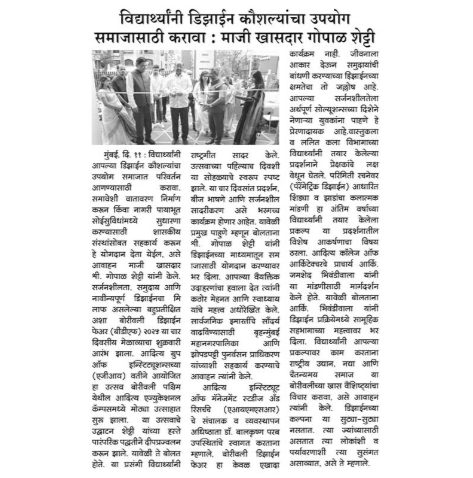 विद्यार्थ्यांनी डिझाईन कौशल्यांचा उपयोग
समाजासाठी करावा : माजी खासदार गोपाळ शेट्टी
मुंबई, दि. ११ : विद्यार्थ्यांनी
आपल्या डिझाईन कौशल्यांचा
उपयोग समाजात परिवर्तन
आणण्यासाठी करावा.
समावेशी वातावरण निर्माण
करून किंवा नागरी पायाभूत
सोईसुविधांमध्ये सुधारणा
करण्यासाठी शासकीय
संस्थांसोबत सहकार्य करून
हे योगदान देता येईल, असे
आवाहन माजी खासदार
श्री. गोपाळ शेट्टी यांनी केले.
सर्जनशीलता, समुदाय आणि
नावीन्यपूर्ण डिझाईनचा मि
लाफ असलेल्या बहुप्रतीक्षित
अशा बोरीवली डिझाईन
फेअर (बीडीएफ) २०२५ या चार
दिवसीय मेळाव्याचा शुक्रवारी
आरंभ झाला. आदित्य ग्रुप
ऑफ इन्स्टिट्यूशन्सच्या
(एजीआय) वतीने आयोजित
हा उत्सव बोरीवली पश्चिम
येथील आदित्य एज्युकेशनल
कॅम्पसमध्ये मोठ्या उत्साहात
सुरू झाला. या उत्सवाचे
उद्घाटन शेट्टी यांच्या हस्ते
पारंपरिक पद्धतीने दीपप्रज्वलन
करून झाले. यावेळी ते बोलत
होते. या प्रसंगी विद्यार्थ्यांनी
राष्ट्रगीत सादर केले.
उत्सवाच्या पहिल्याच दिवशी
या सोहळ्याचे स्वरूप स्पष्ट
झाले. या चार दिवसांत प्रदर्शन,
बीज भाषणे आणि सर्जनशील
सादरीकरण असे भरगच्च
कार्यक्रम होणार आहेत. यावेळी
प्रमुख पाहुणे म्हणून बोलताना
श्री. गोपाळ शेट्टी यांनी
डिझाईनच्या माध्यमातून सम
ाजासाठी योगदान करण्यावर
भर दिला. आपल्या वैयक्तिक
उदाहरणांचा हवाला देत त्यांनी
कठोर मेहनत आणि स्वाध्याय
यांचे महत्व अधोरेखित केले.
सार्वजनिक इमारतींचे सौंदर्य
वाढविण्यासाठी बृहन्मुंबई
महानगरपालिका आणि
झोपडपट्टी पुनर्वसन प्राधिकरण
यांच्याशी सहकार्य करण्याचे
आवाहन त्यांनी केले.
आदित्य इन्स्टिट्यूट
ऑफ मॅनेजमेंट स्टडीज अँड
रिसर्चचे (एआयएमएसआर)
चे संचालक व व्यवस्थापन
अधिष्ठाता डॉ. बालकृष्ण परब
उपस्थितांचे स्वागत करताना
म्हणाले. बोरीवली डिझाईन
फेअर हा केवळ एखादा
कार्यक्रम नाही. जीवनाला
आकार देऊन समुदायांची
बांधणी करण्याच्या डिझाईनच्या
क्षमतेचा तो जल्लोष आहे.
आपल्या सर्जनशीलतेला
अर्थपूर्ण सोल्यूशन्सच्या दिशेने
नेणाऱ्या युवकांना पाहणे हे
प्रेरणादायक आहे.वास्तुकला
व ललित कला विभागाच्या
विद्यार्थ्यांनी तयार केलेल्या
प्रदर्शनाने प्रेक्षकांचे लक्ष
वेधून घेतले. परिमिती रचनेवर
(पॅरमेट्रिक डिझाईन) आधारित
शिड्या व झाडांचा कलात्मक
मांडणी हा अंतिम वर्षाच्या
विद्यार्थ्यांनी तयार केलेला
प्रकल्प या प्रदर्शनातील
विशेष आकर्षणाचा विषय
ठरला. आदित्य कॉलेज ऑफ
आर्किटेक्चरचे प्राचार्य आर्कि.
जमशेद भिवंडीवाला यांनी
या मांडणीसाठी मार्गदर्शन
केले होते. यावेळी बोलताना
आर्कि. भिवंडीवाला यांनी
डिझाईन प्रक्रियेमध्ये सामूहिक
सहभागाच्या महत्त्वावर भर
दिला. विद्यार्थ्यांनी आपल्या
प्रकल्पावर काम करताना
राष्ट्रीय उद्यान, नद्या आणि
चैतन्यमय समाज या
बोरीवलीच्या खास वैशिष्ट्यांचा
विचार करावा, असे आवाहन
त्यांनी केले. डिझाईनच्या
कल्पना या सुट्या-सुट्या
नसतात. त्या ज्यांच्यासाठी
असतात त्या लोकांशी व
पर्यावरणाशी त्या सुसंगत
असाव्यात, असे ते म्हणाले.